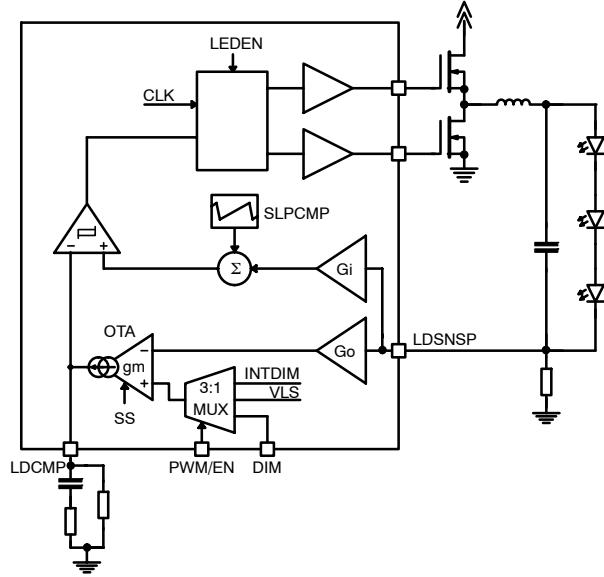 LEDEN
CLK
SLPCMP
Σ
Gi
− +
OTA
Go
LDSNSP
gm
−
+
INTDIM
3:1
VLS
MUX
SS
LDCMP
PWM/EN
DIM